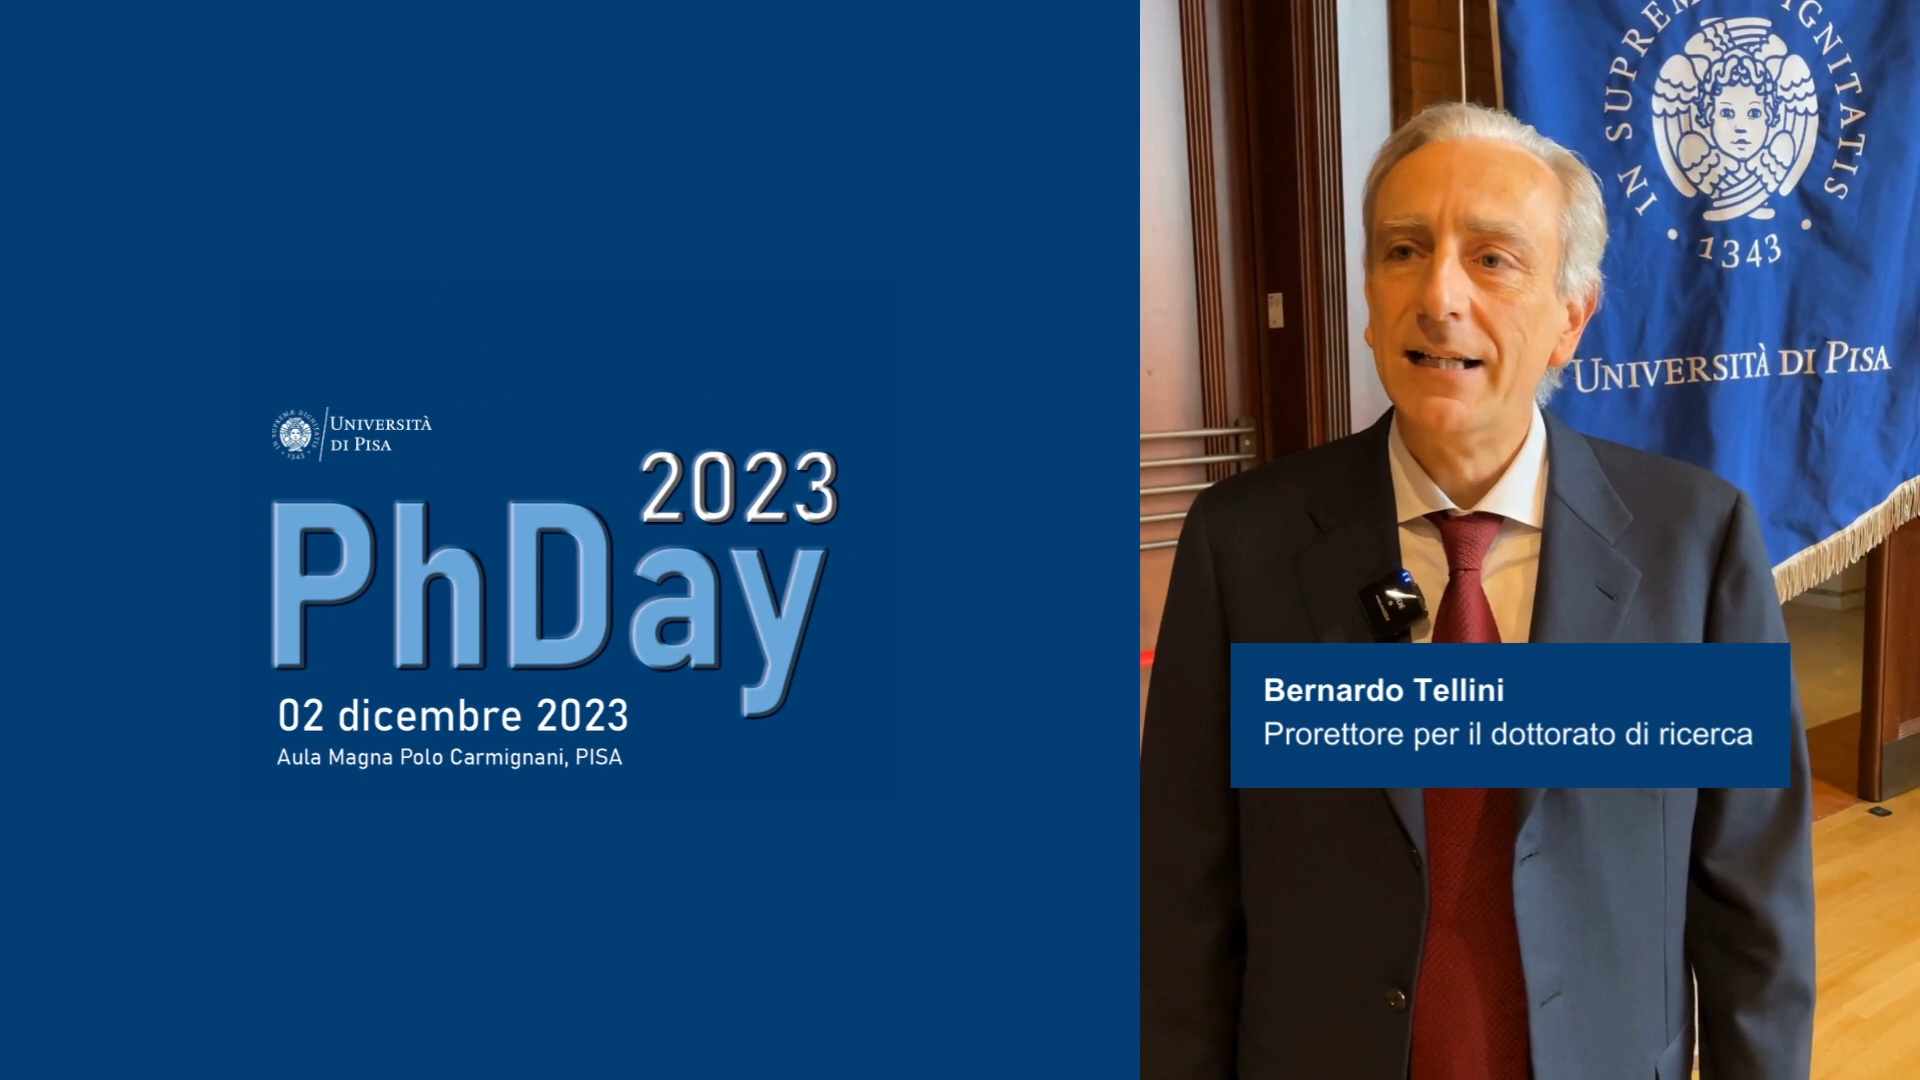 UNIVERSITÀ
DI PISA
IN SUPREMÆ DIGNITATIS
1343
2023
PhDay
02 dicembre 2023
Aula Magna Polo Carmignani, PISA
1343
UNIVERSITÀ DI PISA
Bernardo Tellini
Prorettore per il dottorato di ricerca